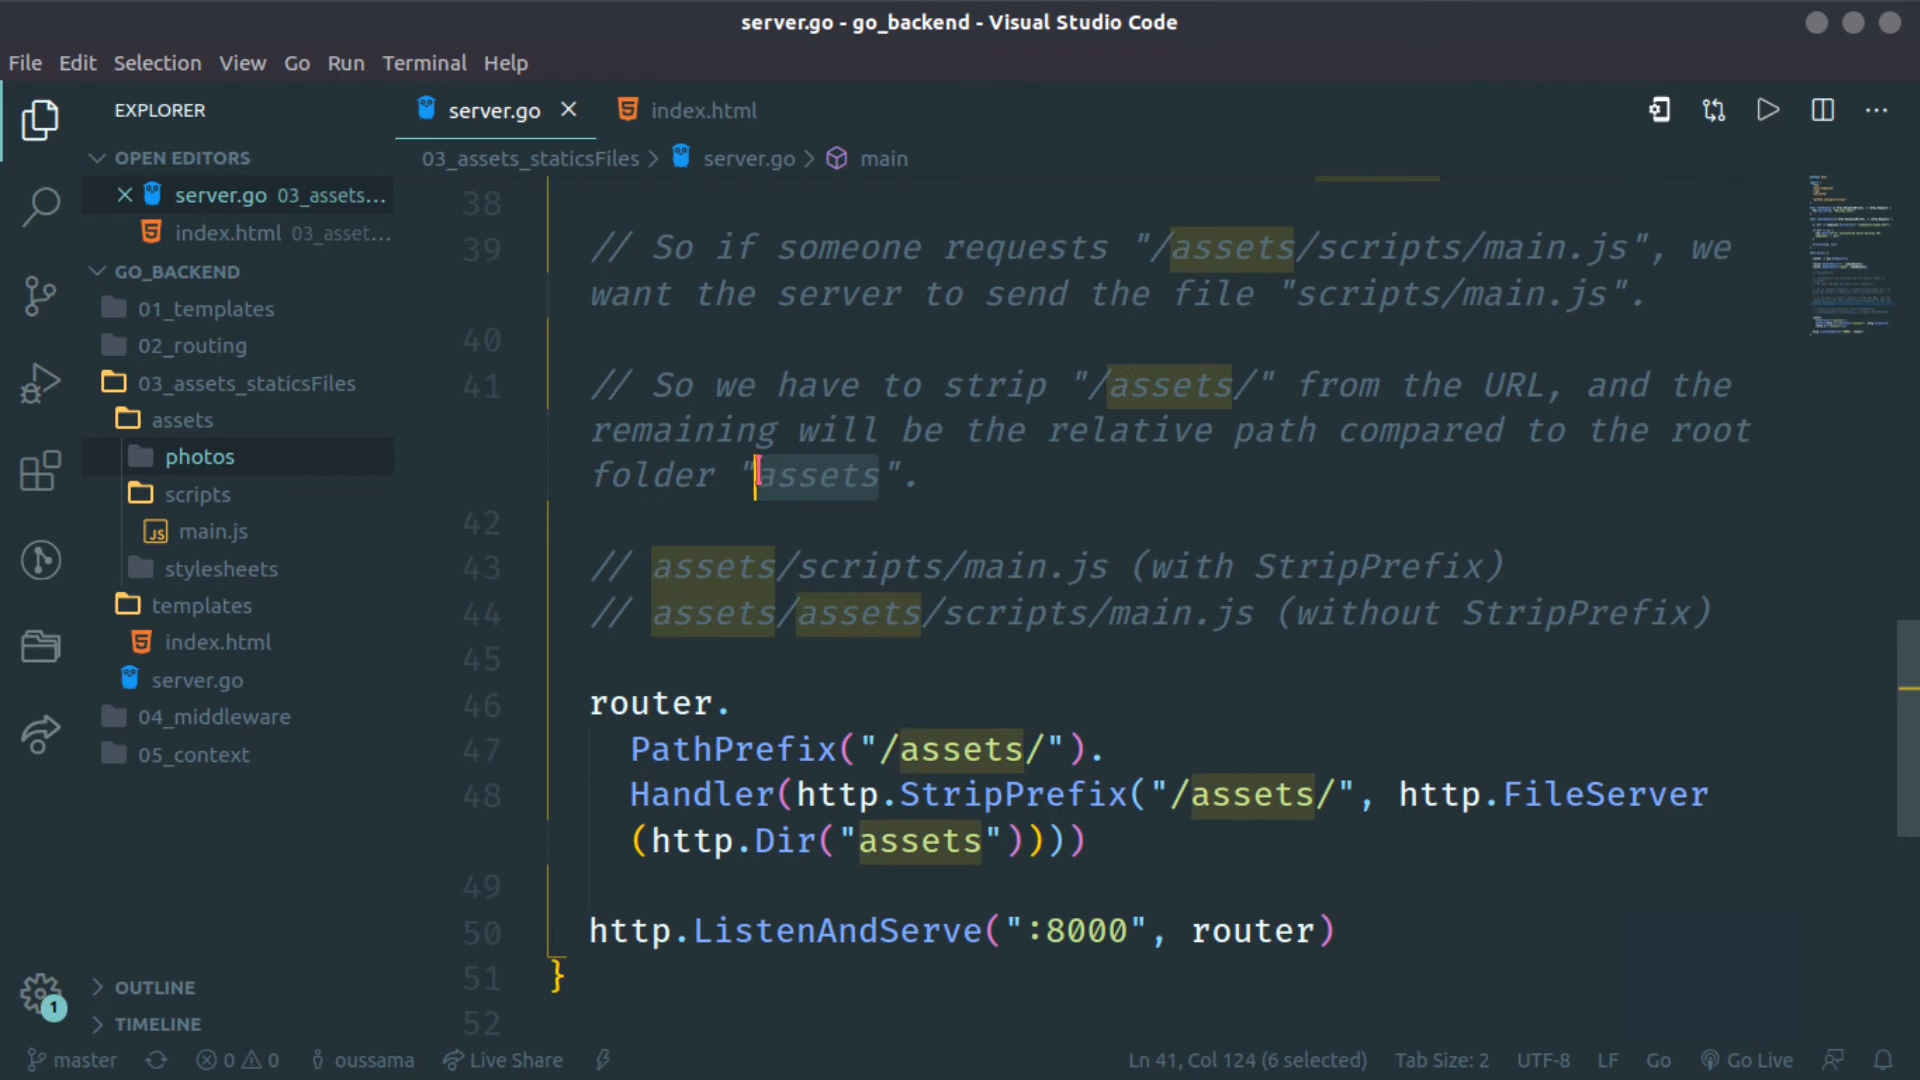 server.go - go_backend - Visual Studio Code
File Edit Selection View Go Run Terminal Help
EXPLORER
OPEN EDITORS
server.go 03_assets...
index.html 03_asset...
GO_BACKEND
01_templates
02_routing
03_assets_staticsFiles
assets
photos
scripts
JS main.js
stylesheets
templates
index.html
server.go
04_middleware
05_context
OUTLINE
TIMELINE
1
server.go
index.html
03_assets_staticsFiles > server.go > main
38
39 // So if someone requests "/assets/scripts/main.js", we
want the server to send the file "scripts/main.js".
40
41 // So we have to strip "/assets/" from the URL, and the
remaining will be the relative path compared to the root
folder "assets".
42
43 // assets/scripts/main.js (with StripPrefix)
44 // assets/assets/scripts/main.js (without StripPrefix)
45
46 router.
47 PathPrefix("/assets/").
48 Handler(http.StripPrefix("/assets/", http.FileServer
(http.Dir("assets"))))
49
50 http.ListenAndServe(":8000", router)
51 }
52
master 0 0 oussama Live Share Ln 41, Col 124 (6 selected) Tab Size: 2 UTF-8 LF Go Go Live